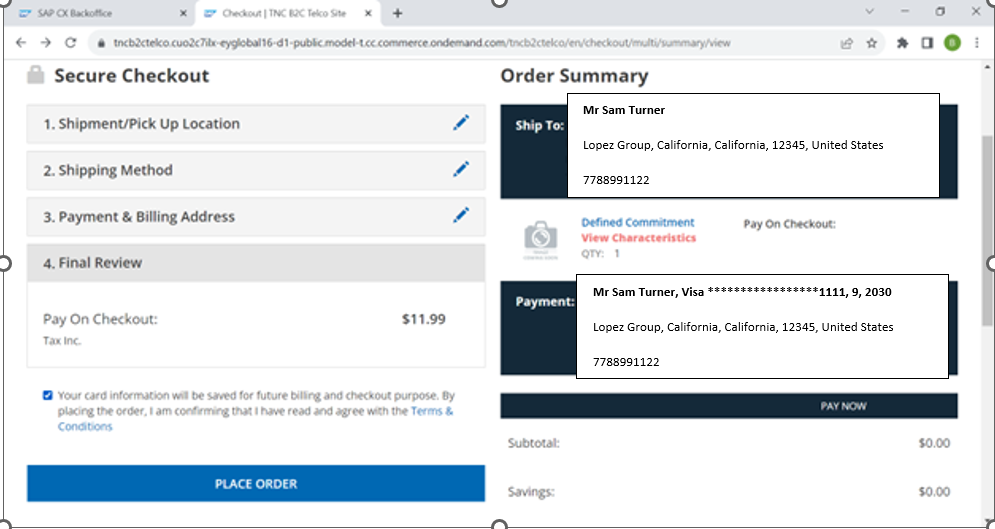 SAP CX Backoffice
Checkout | TNC B2C Telco Site
tncb2ctelco.cuo2c7ilx-eyglobal16-d1-public.model-t.cc.commerce.ondemand.com/tncb2ctelco/en/checkout/multi/summary/view
B
Secure Checkout
1. Shipment/Pick Up Location
2. Shipping Method
3. Payment & Billing Address
4. Final Review
Pay On Checkout: $11.99
Tax Inc.
Your card information will be saved for future billing and checkout purpose. By
placing the order, I am confirming that I have read and agree with the Terms &
Conditions
PLACE ORDER
Order Summary
Ship To:
Mr Sam Turner
Lopez Group, California, California, 12345, United States
7788991122
IMAGE
COMING SOON
Defined Commitment
View Characteristics
QTY: 1
Pay On Checkout:
Payment:
Mr Sam Turner, Visa *****************1111, 9, 2030
Lopez Group, California, California, 12345, United States
7788991122
PAY NOW
Subtotal: $0.00
Savings: $0.00